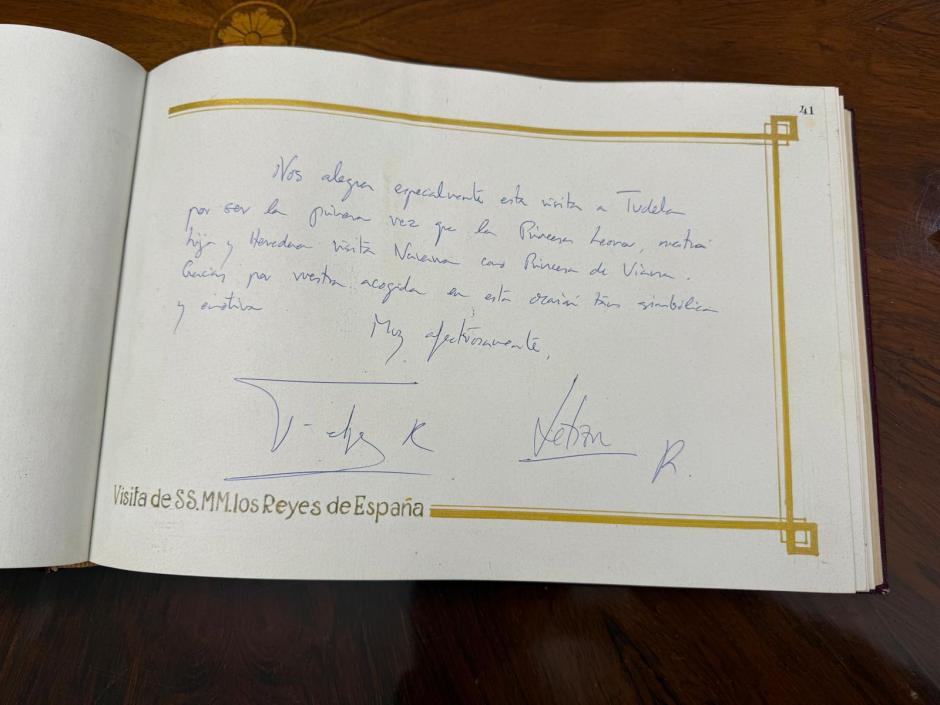 41
Nos alegra especialmente esta visita a Tudela
por ser la primera vez que la Princesa Leonor, nuestra
hija y Heredera visita Navarra como Princesa de Viana.
Gracias por vuestra acogida en esta ocasión tan simbólica
y emotiva
Muy afectuosamente,
Felipe R
Letizia R.
Visita de SS.MM.los Reyes de España